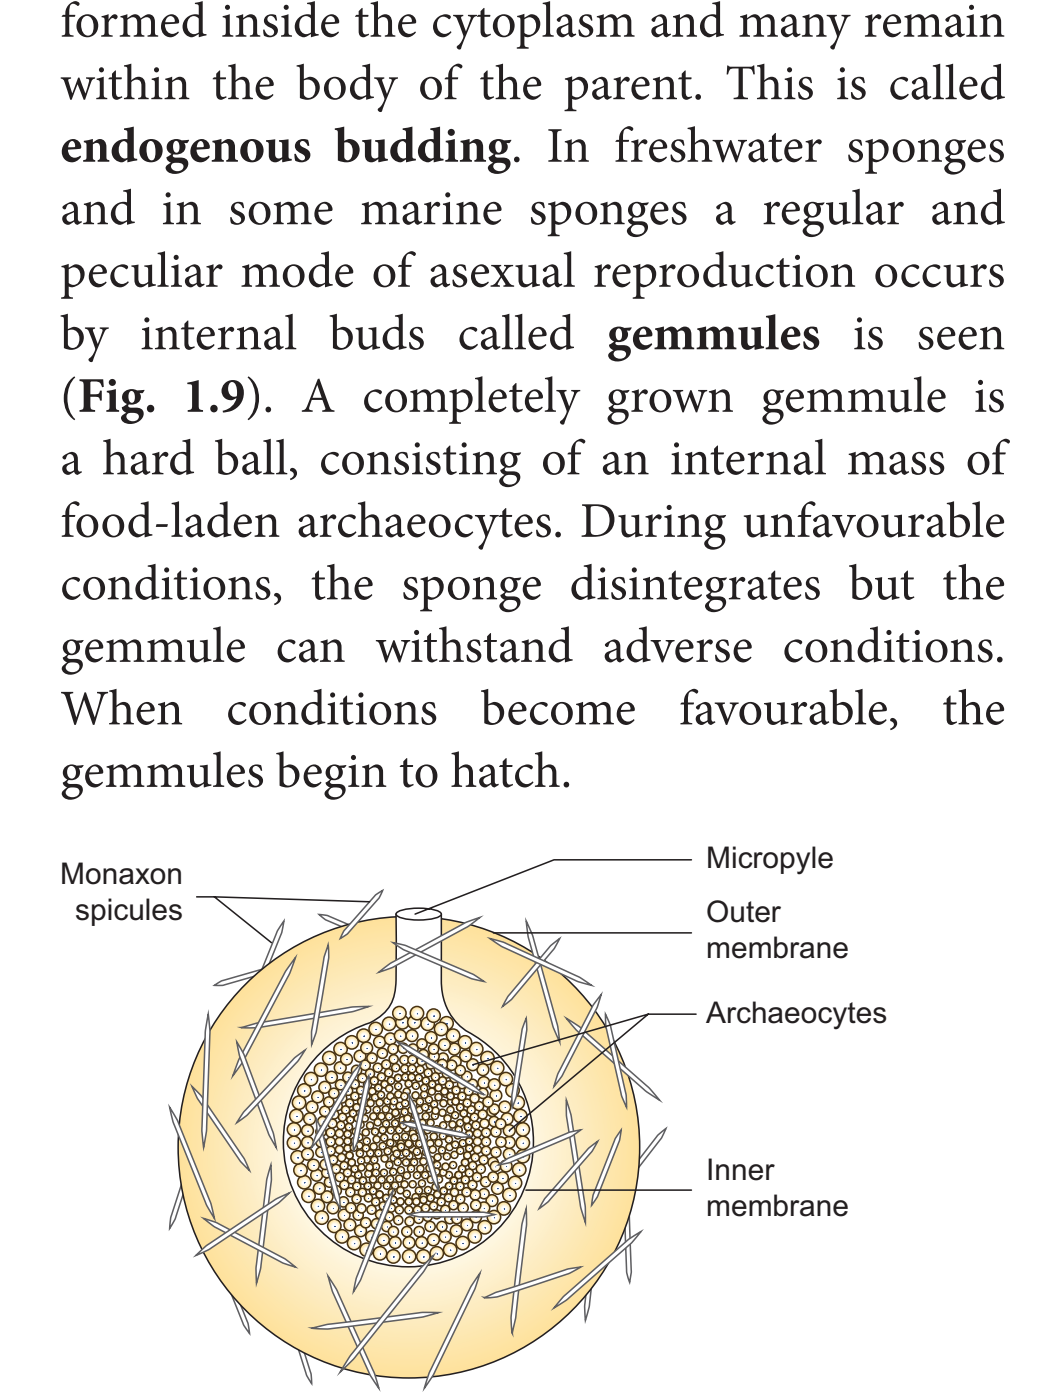 formed inside the cytoplasm and many remain
within the body of the parent. This is called
endogenous budding. In freshwater sponges
and in some marine sponges a regular and
peculiar mode of asexual reproduction occurs
by internal buds called gemmules is seen
(Fig. 1.9). A completely grown gemmule is
a hard ball, consisting of an internal mass of
food-laden archaeocytes. During unfavourable
conditions, the sponge disintegrates but the
gemmule can withstand adverse conditions.
When conditions become favourable, the
gemmules begin to hatch.
Monaxon
spicules
Micropyle
Outer
membrane
Archaeocytes
Inner
membrane